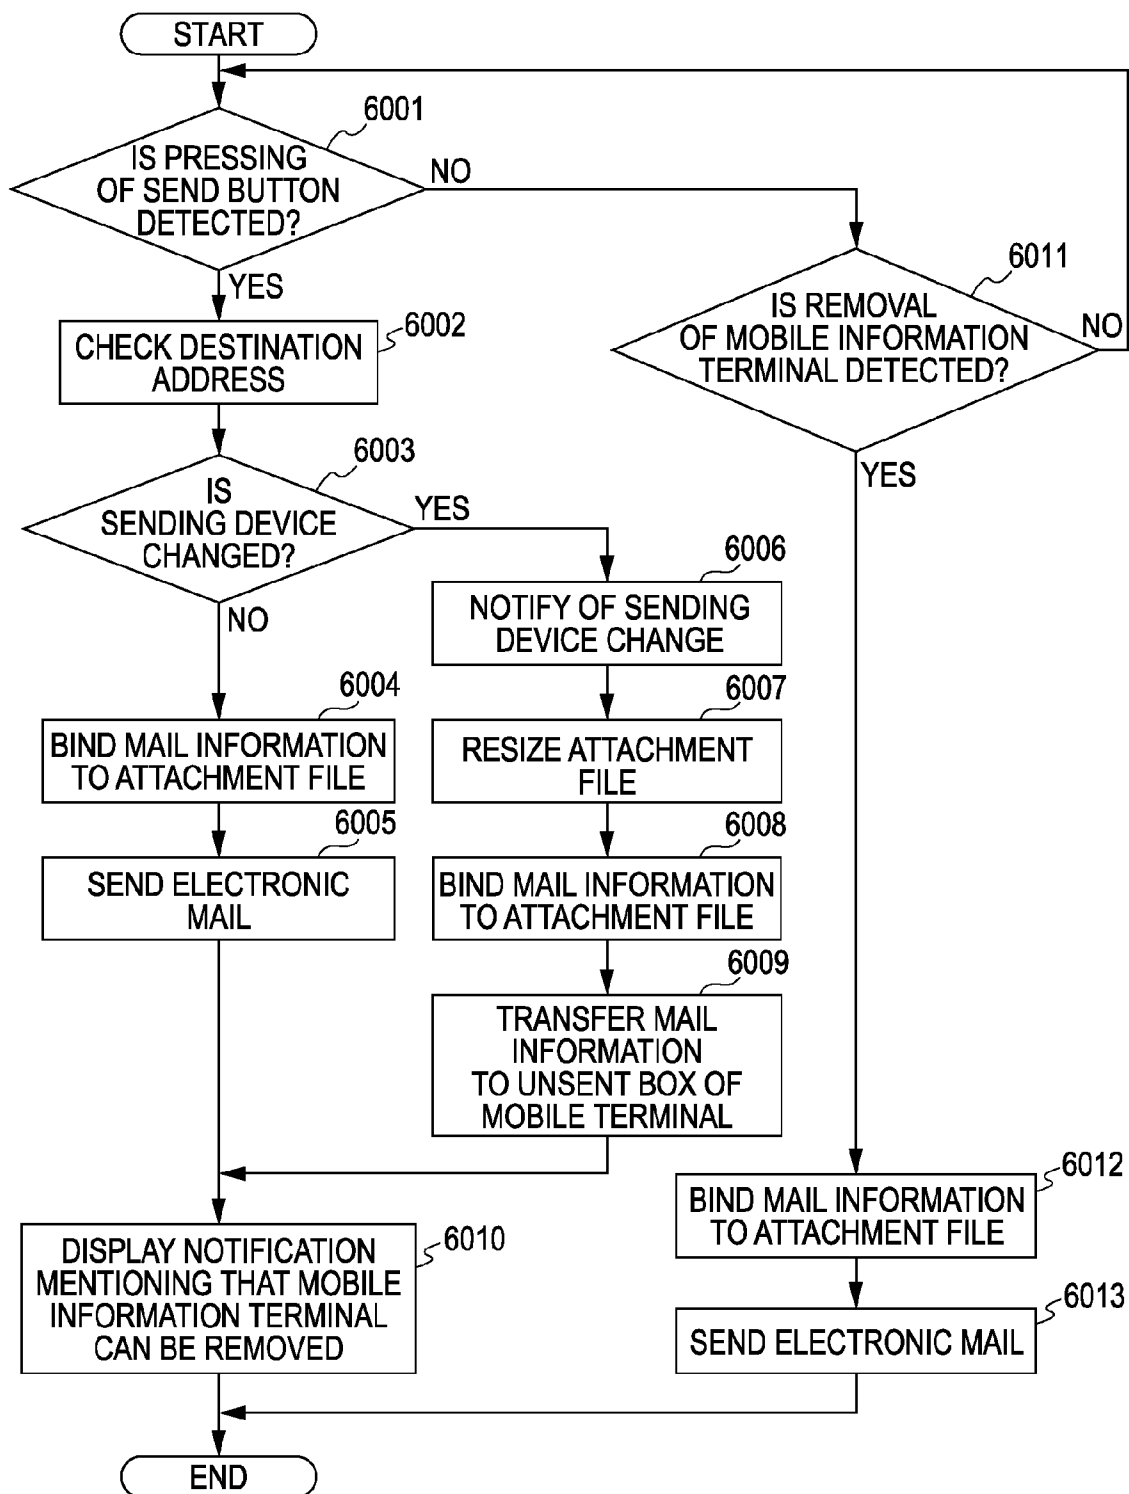 START
6001
IS PRESSING
OF SEND BUTTON
DETECTED?
NO
YES
6011
IS REMOVAL
OF MOBILE INFORMATION
TERMINAL DETECTED?
NO
YES
6002
CHECK DESTINATION
ADDRESS
6003
IS
SENDING DEVICE
CHANGED?
YES
NO
6006
NOTIFY OF SENDING
DEVICE CHANGE
6004
BIND MAIL INFORMATION
TO ATTACHMENT FILE
6007
RESIZE ATTACHMENT
FILE
6005
SEND ELECTRONIC
MAIL
6008
BIND MAIL INFORMATION
TO ATTACHMENT FILE
6009
TRANSFER MAIL
INFORMATION
TO UNSENT BOX OF
MOBILE TERMINAL
6012
BIND MAIL INFORMATION
TO ATTACHMENT FILE
6010
DISPLAY NOTIFICATION
MENTIONING THAT MOBILE
INFORMATION TERMINAL
CAN BE REMOVED
6013
SEND ELECTRONIC MAIL
END